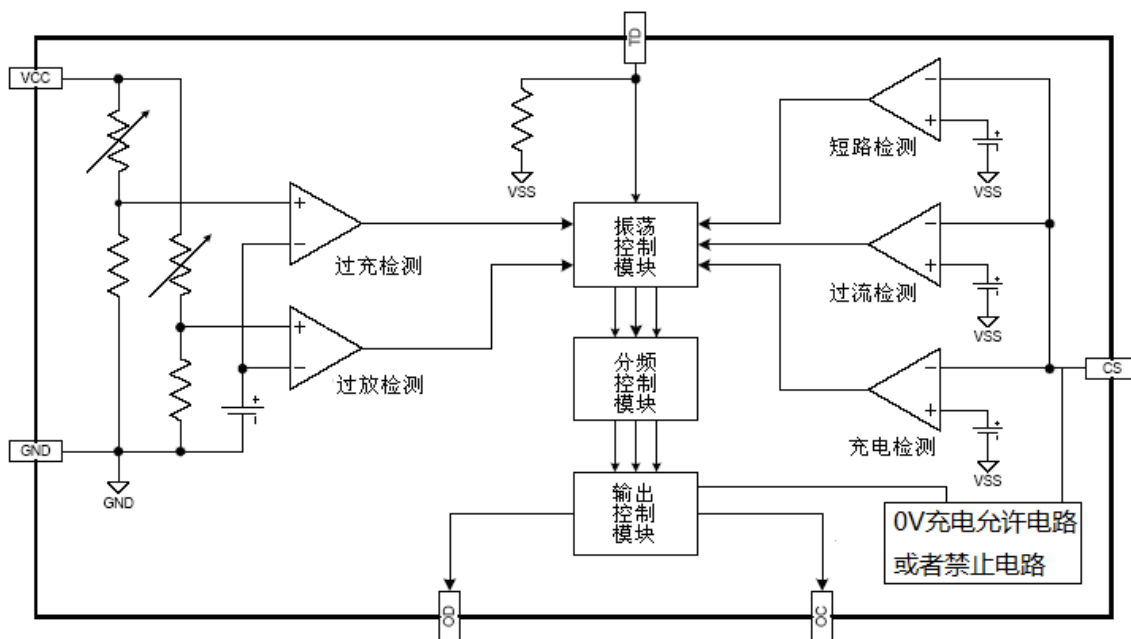 TD
VCC
短路检测
VSS
VSS
振荡
控制
模块
过充检测
过流检测
VSS
过放检测
分频
控制
模块
CS
充电检测
GND
VSS
GND
输出
控制
模块
0V充电允许电路
或者禁止电路
OD
OC